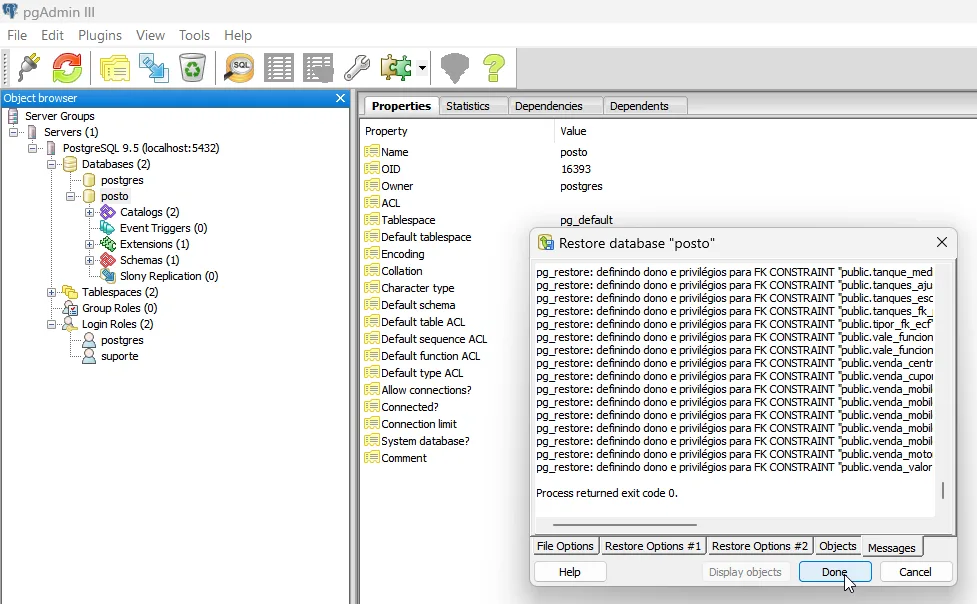 pgAdmin III
File Edit Plugins View Tools Help
SQL
Object browser
Server Groups
Servers (1)
PostgreSQL 9.5 (localhost:5432)
Databases (2)
postgres
posto
Catalogs (2)
Event Triggers (0)
Extensions (1)
Schemas (1)
Slony Replication (0)
Tablespaces (2)
Group Roles (0)
Login Roles (2)
postgres
suporte
Properties Statistics Dependencies Dependents
Property Value
Name posto
OID 16393
Owner postgres
ACL
Tablespace pg_default
Default tablespace
Encoding
Collation
Character type
Default schema
Default table ACL
Default sequence ACL
Default function ACL
Default type ACL
Allow connections?
Connected?
Connection limit
System database?
Comment
Restore database "posto"
pg_restore: definindo dono e privilégios para FK CONSTRAINT "public.tanque_med
pg_restore: definindo dono e privilégios para FK CONSTRAINT "public.tanques_aju
pg_restore: definindo dono e privilégios para FK CONSTRAINT "public.tanques_esc
pg_restore: definindo dono e privilégios para FK CONSTRAINT "public.tanques_fk_
pg_restore: definindo dono e privilégios para FK CONSTRAINT "public.tipor_fk_ecf
pg_restore: definindo dono e privilégios para FK CONSTRAINT "public.vale_funcion
pg_restore: definindo dono e privilégios para FK CONSTRAINT "public.vale_funcion
pg_restore: definindo dono e privilégios para FK CONSTRAINT "public.venda_centr
pg_restore: definindo dono e privilégios para FK CONSTRAINT "public.venda_cupor
pg_restore: definindo dono e privilégios para FK CONSTRAINT "public.venda_mobil
pg_restore: definindo dono e privilégios para FK CONSTRAINT "public.venda_mobil
pg_restore: definindo dono e privilégios para FK CONSTRAINT "public.venda_mobil
pg_restore: definindo dono e privilégios para FK CONSTRAINT "public.venda_mobil
pg_restore: definindo dono e privilégios para FK CONSTRAINT "public.venda_mobil
pg_restore: definindo dono e privilégios para FK CONSTRAINT "public.venda_moto
pg_restore: definindo dono e privilégios para FK CONSTRAINT "public.venda_valor
Process returned exit code 0.
File Options Restore Options #1 Restore Options #2 Objects Messages
Help Display objects Done Cancel